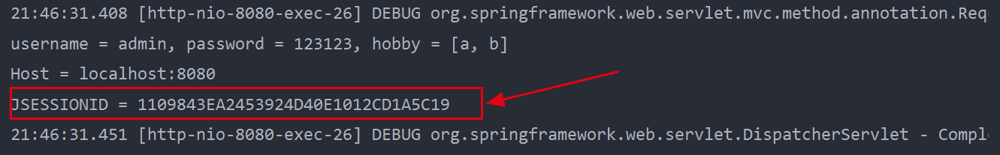 21:46:31.408 [http-nio-8080-exec-26] DEBUG org.springframework.web.servlet.mvc.method.annotation.Req
username = admin, password = 123123, hobby = [a, b]
Host = localhost:8080
JSESSIONID = 1109843EA2453924D40E1012CD1A5C19
21:46:31.451 [http-nio-8080-exec-26] DEBUG org.springframework.web.servlet.DispatcherServlet - Compl